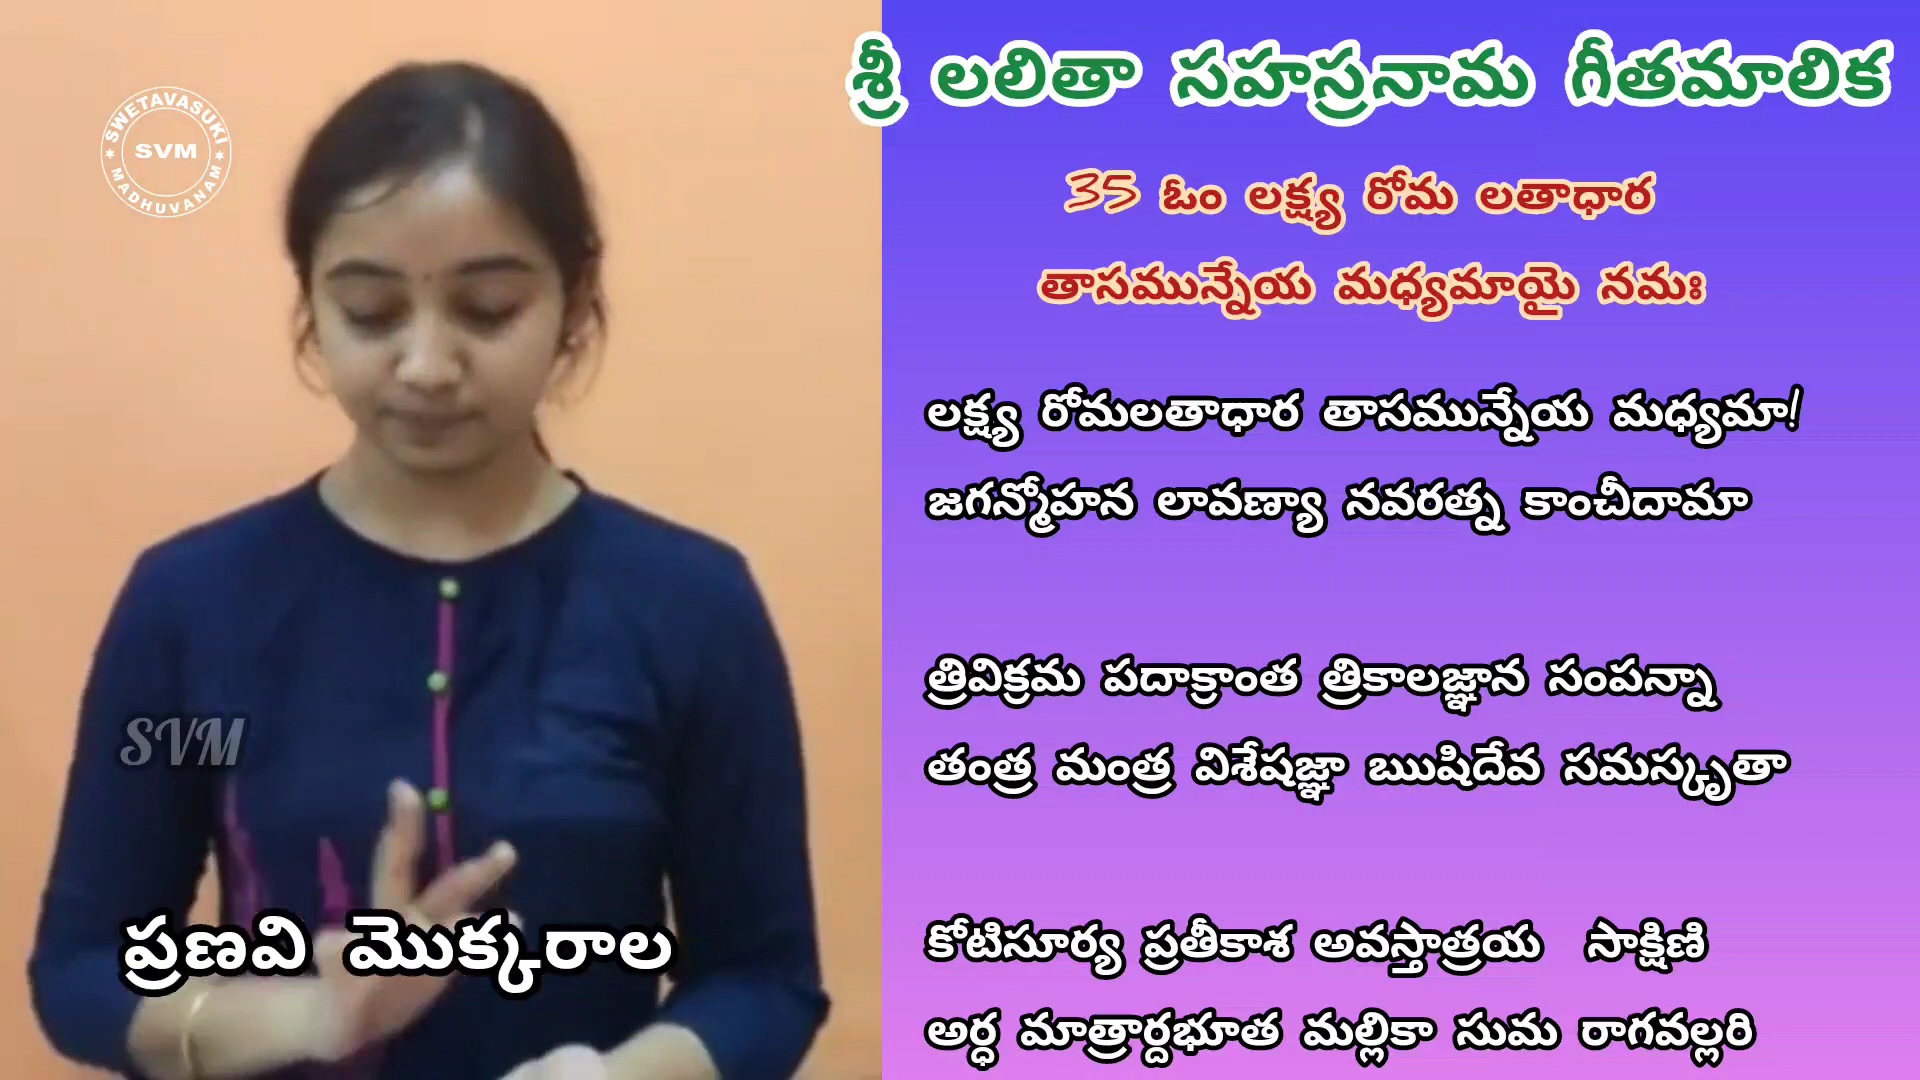 SWETAVASUKI
SVM
MADHUVANAM
శ్రీ లలితా సహస్రనామ గీతమాలిక
35 ఓం లక్ష్య రోమ లతాధార
తాసమున్నేయ మధ్యమాయై నమః
లక్ష్య రోమలతాధార తాసమున్నేయ మధ్యమా!
జగన్మోహన లావణ్యా నవరత్న కాంచీదామా
త్రివిక్రమ పదాక్రాంత త్రికాలజ్ఞాన సంపన్నా
తంత్ర మంత్ర విశేషజ్ఞా ఋషిదేవ సమస్కృతా
కోటిసూర్య ప్రతీకాశ అవస్తాత్రయ సాక్షిణి
అర్ధ మాత్రార్దభూత మల్లికా సుమ రాగవల్లరి
SVM
ప్రణవి మొక్కరాల